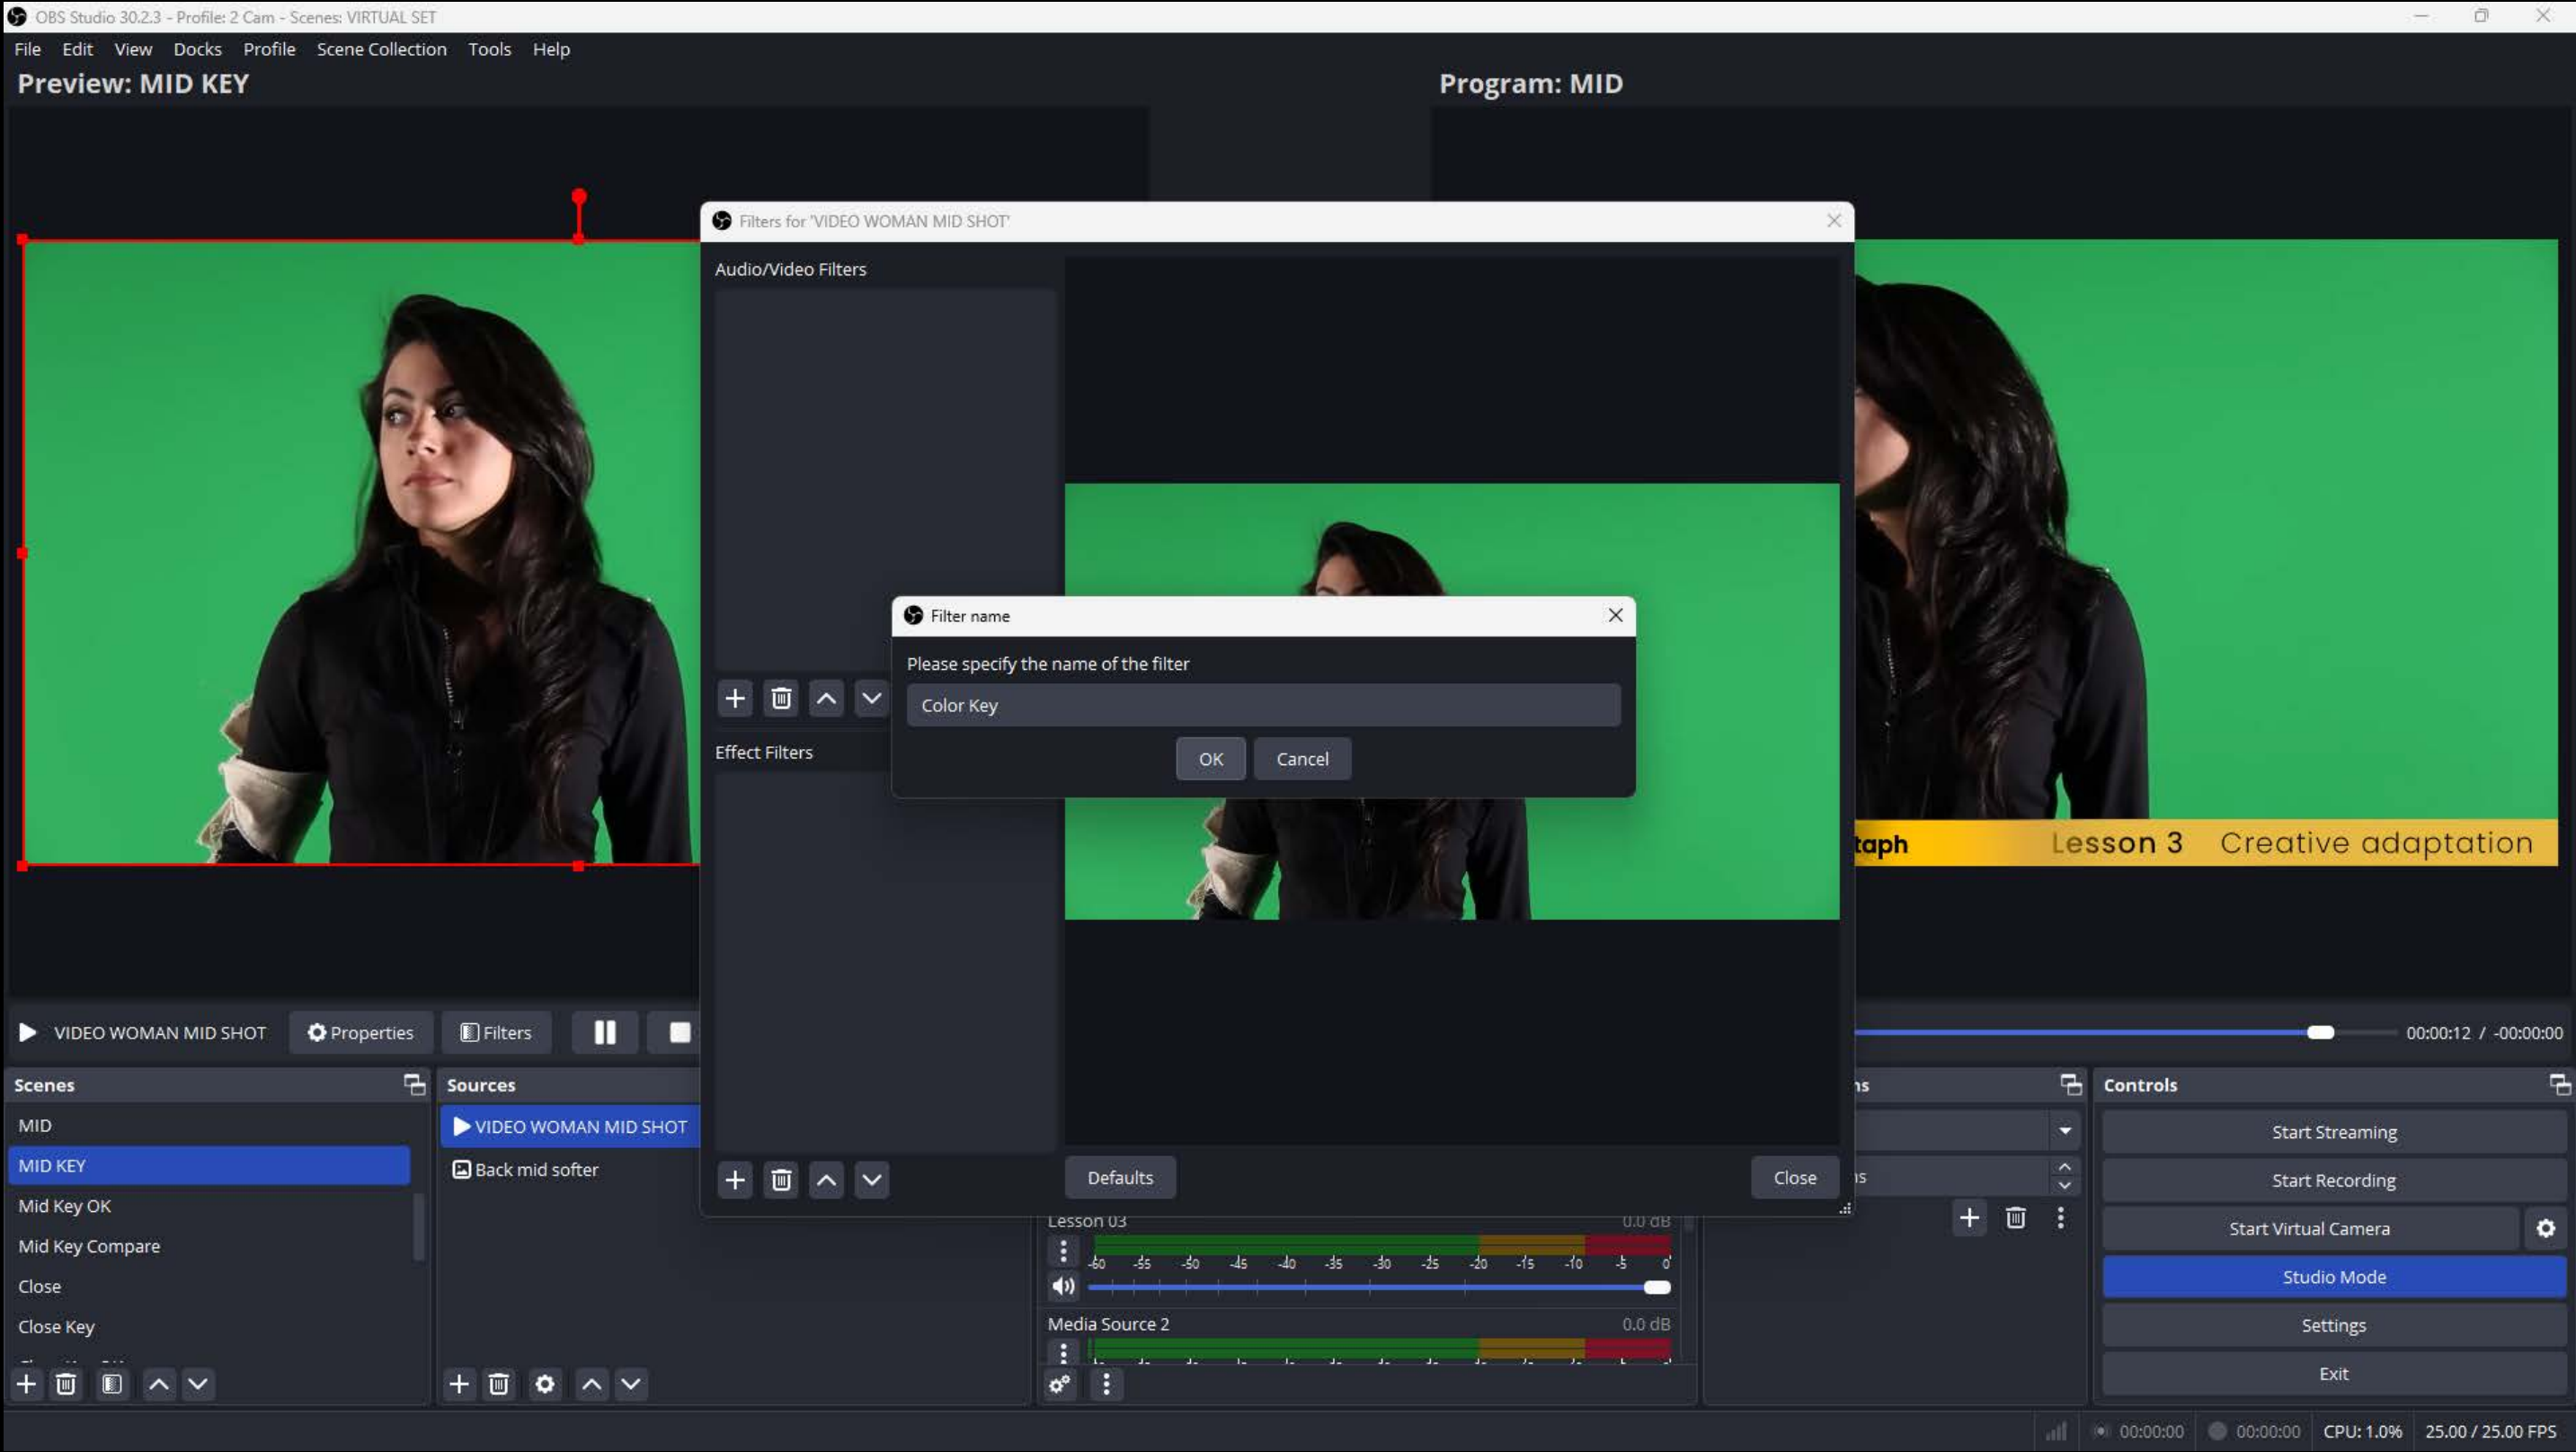 OBS Studio 30.2.3 - Profile: 2 Cam - Scenes: VIRTUAL SET
File Edit View Docks Profile Scene Collection Tools Help
Preview: MID KEY
Program: MID
Filters for 'VIDEO WOMAN MID SHOT'
Audio/Video Filters
Filter name
Please specify the name of the filter
Color Key
OK Cancel
Effect Filters
taph Lesson 3 Creative adaptation
VIDEO WOMAN MID SHOT Properties Filters
00:00:12 / -00:00:00
Defaults Close
Scenes
MID
MID KEY
Mid Key OK
Mid Key Compare
Close
Close Key
Sources
VIDEO WOMAN MID SHOT
Back mid softer
Lesson 03 0.0 dB
-60 -55 -50 -45 -40 -35 -30 -25 -20 -15 -10 -5 0
Media Source 2 0.0 dB
ns
ns
Controls
Start Streaming
Start Recording
Start Virtual Camera
Studio Mode
Settings
Exit
00:00:00 00:00:00 CPU: 1.0% 25.00 / 25.00 FPS